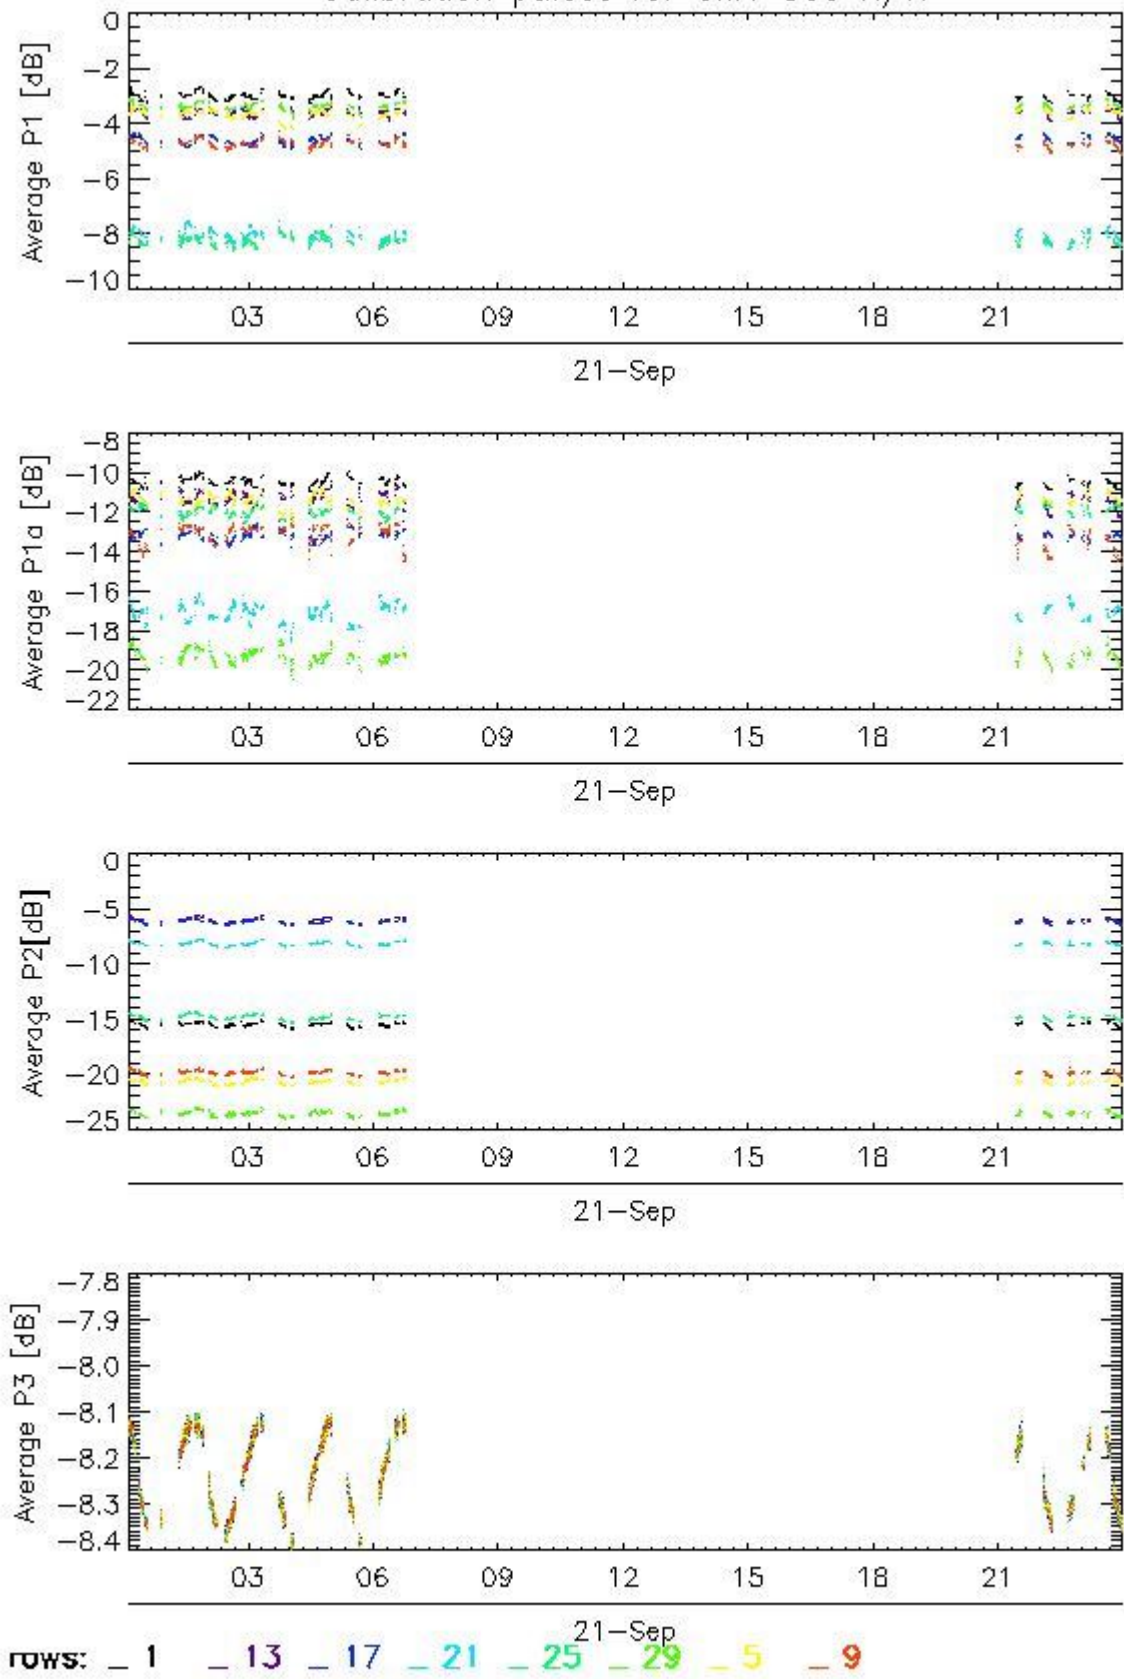 0
-2
-4
-6
-8
-10
Average P1 [dB]
03 06 09 12 15 18 21
21-Sep
-8
-10
-12
-14
-16
-18
-20
-22
Average P1a [dB]
03 06 09 12 15 18 21
21-Sep
0
-5
-10
-15
-20
-25
Average P2[dB]
03 06 09 12 15 18 21
21-Sep
-7.8
-7.9
-8.0
-8.1
-8.2
-8.3
-8.4
Average P3 [dB]
03 06 09 12 15 18 21
21-Sep
rows: _ 1 _ 13 _ 17 _ 21 _ 25 _ 29 _ 5 _ 9